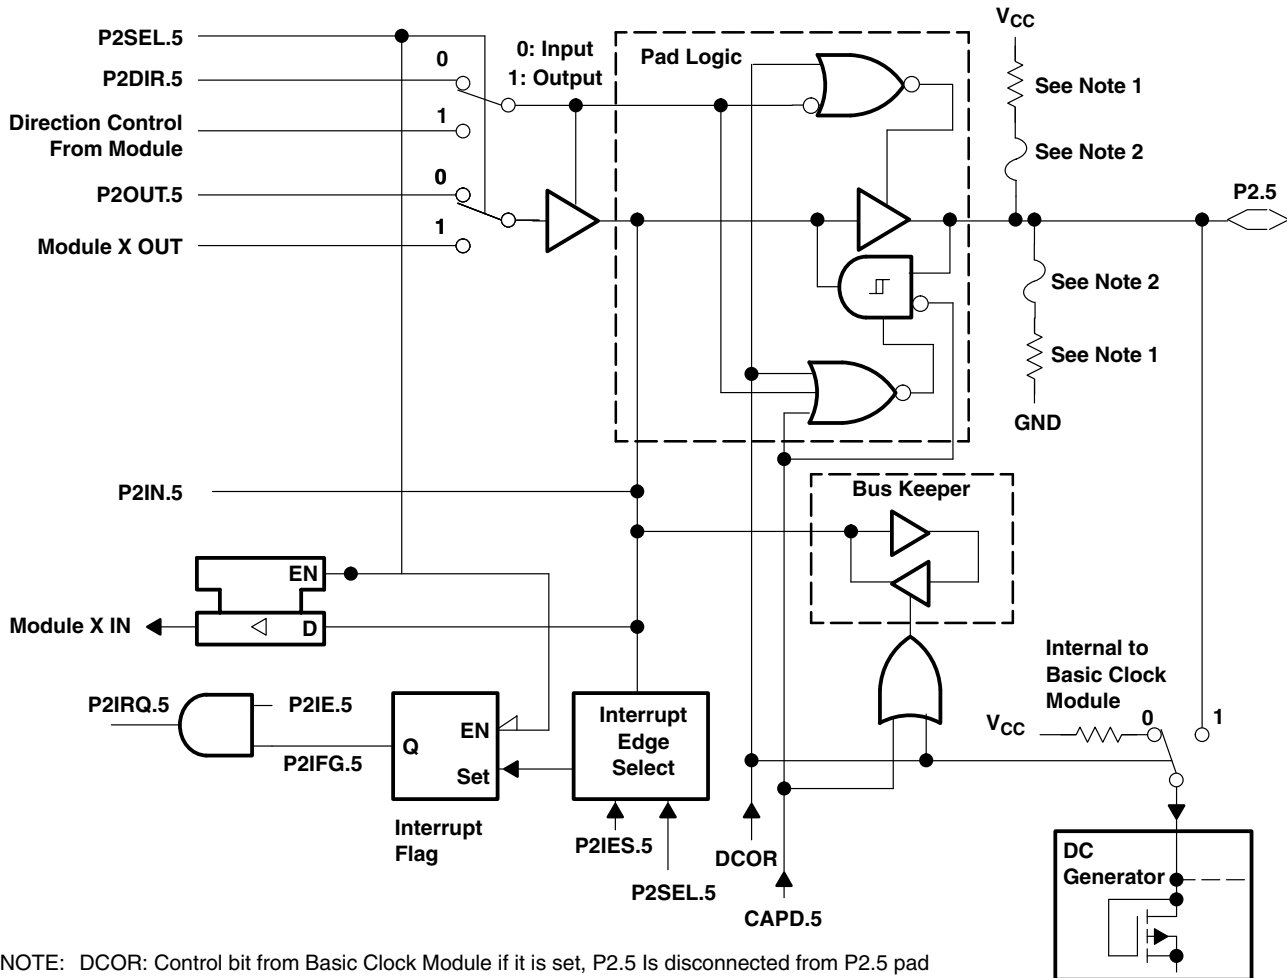 P2SEL.5
P2DIR.5
Direction Control
From Module
P2OUT.5
Module X OUT
0
1
0
1
0: Input
1: Output
Pad Logic
VCC
See Note 1
See Note 2
P2.5
See Note 2
See Note 1
GND
P2IN.5
Bus Keeper
EN
Module X IN
D
Internal to
Basic Clock
Module
VCC
0
1
P2IRQ.5
P2IE.5
P2IFG.5
EN
Q
Set
Interrupt
Flag
Interrupt
Edge
Select
P2IES.5
P2SEL.5
DCOR
CAPD.5
DC
Generator
NOTE: DCOR: Control bit from Basic Clock Module if it is set, P2.5 Is disconnected from P2.5 pad